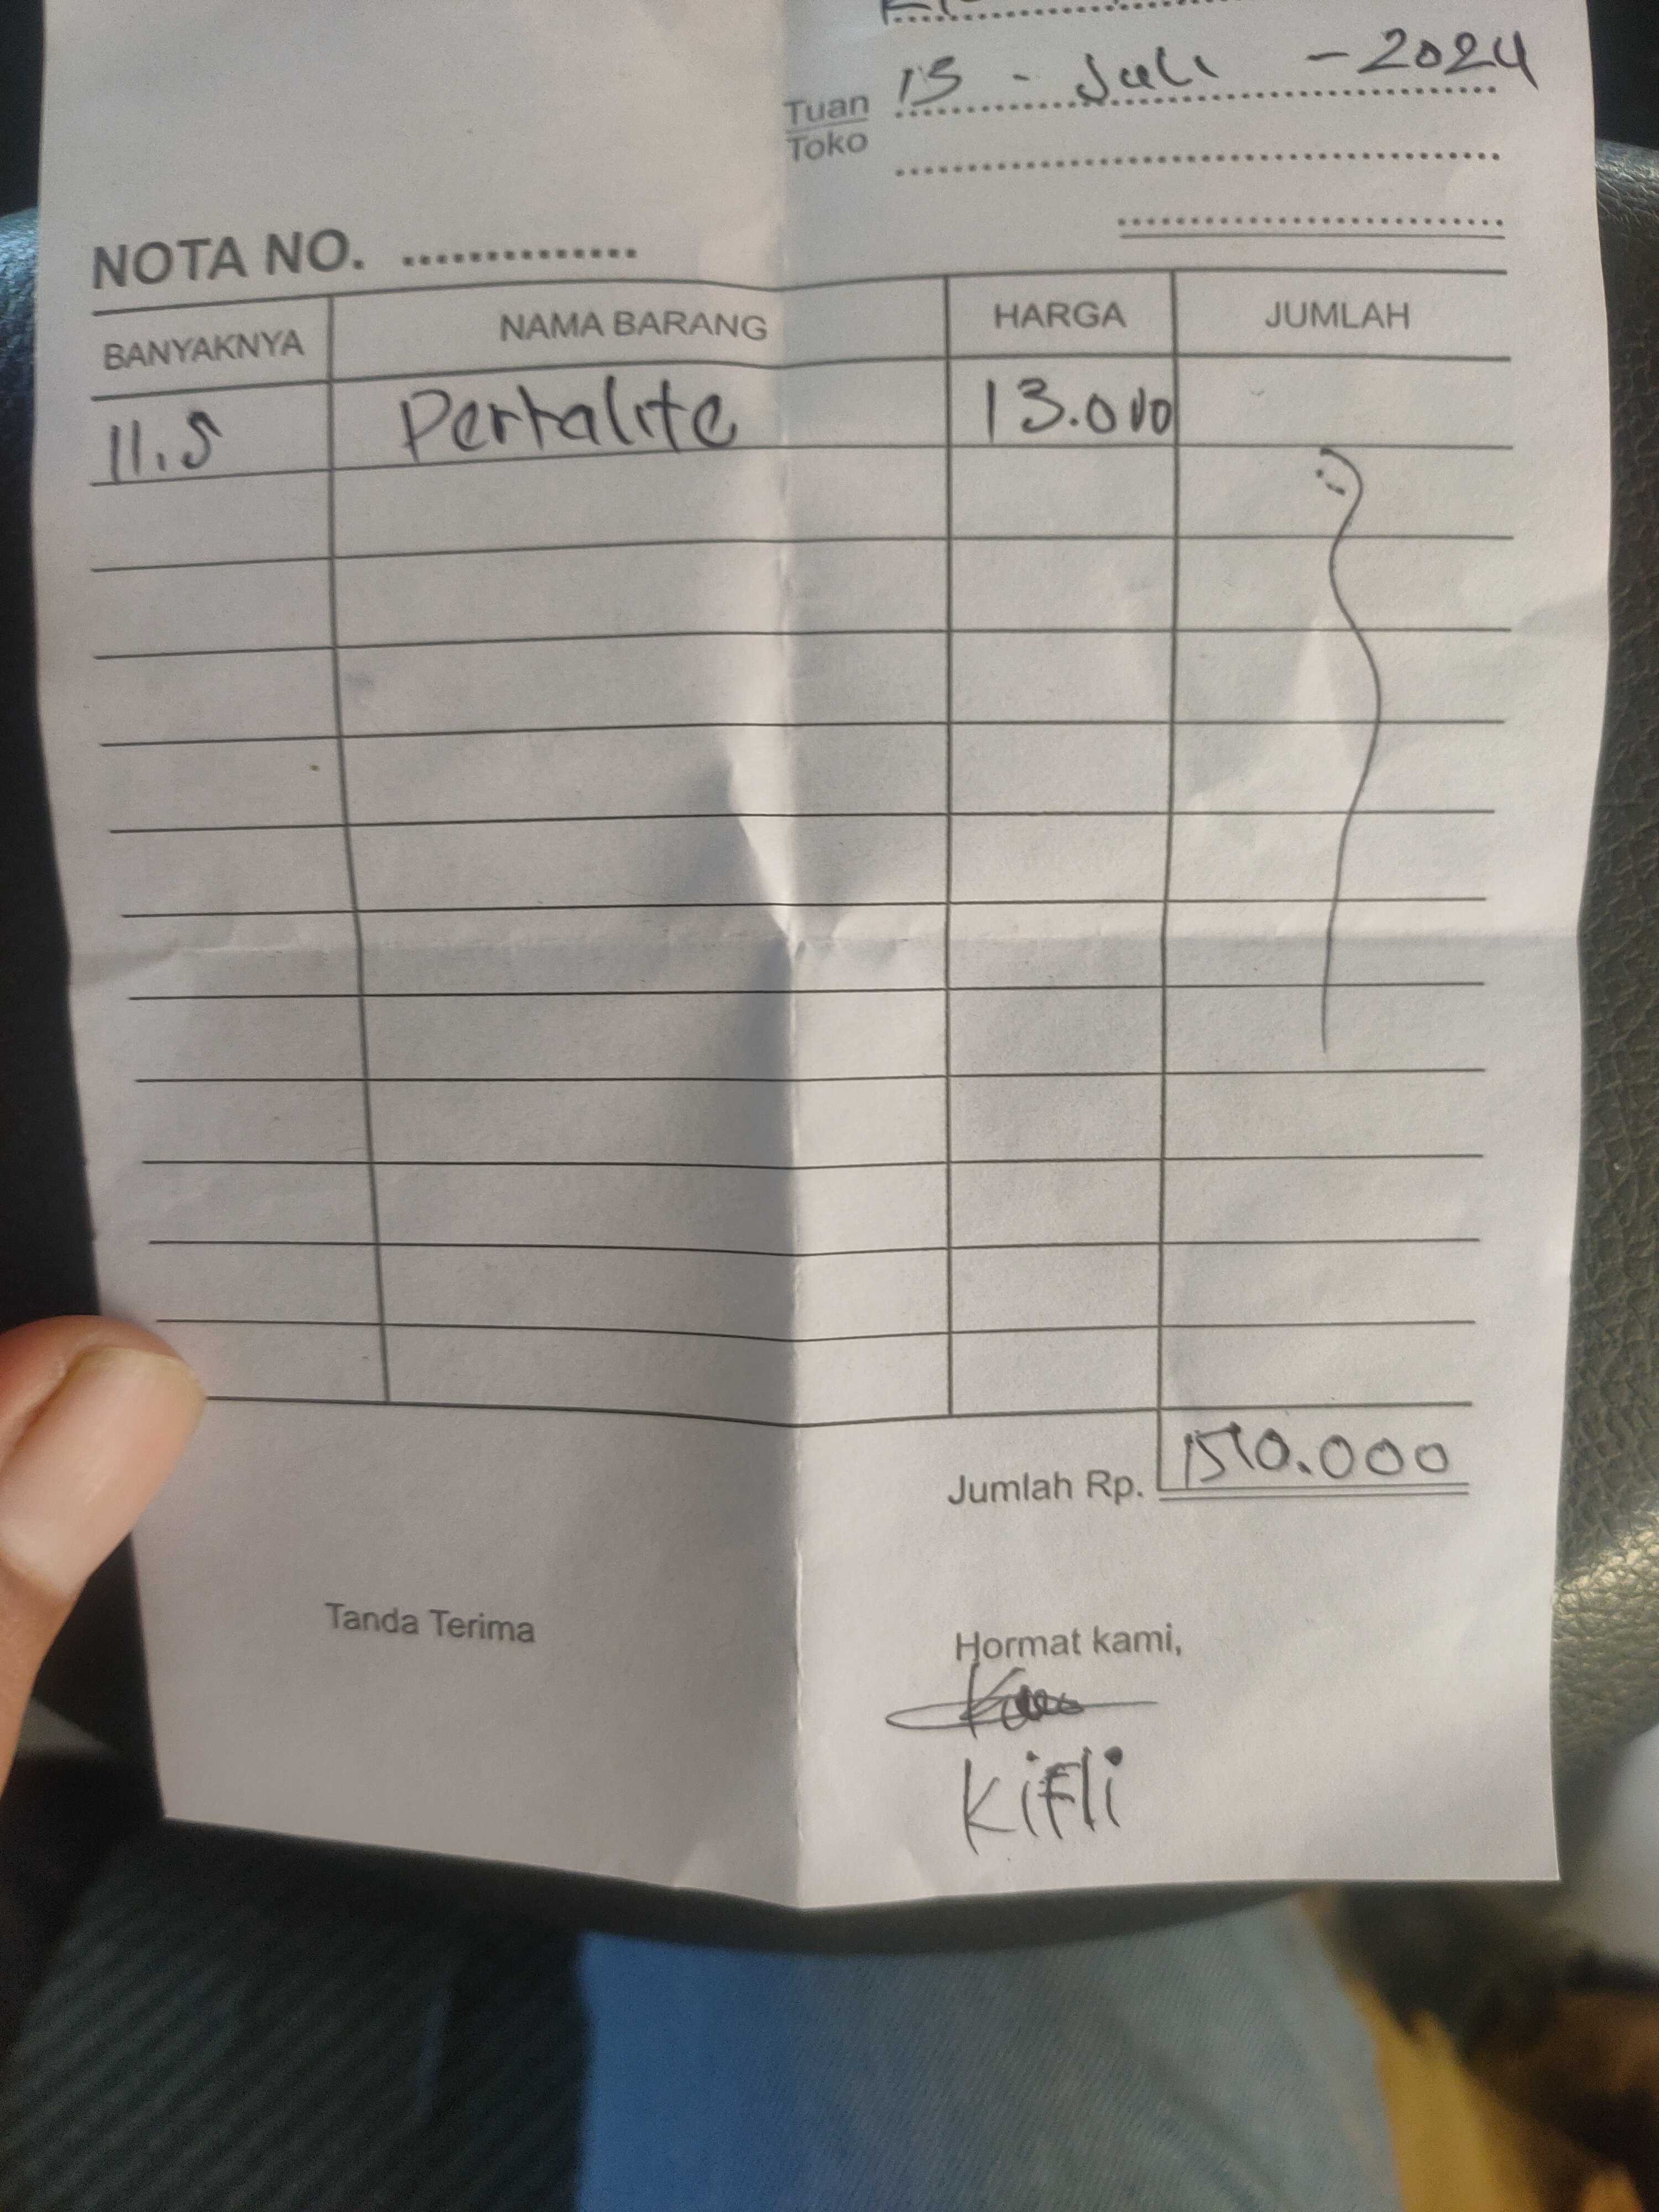 15 - Juli - 2024
Tuan
Toko
NOTA NO. ..............
BANYAKNYA NAMA BARANG HARGA JUMLAH
11.5 Pertalite 13.000
Jumlah Rp. 150.000
Tanda Terima Hormat kami,
Kifli